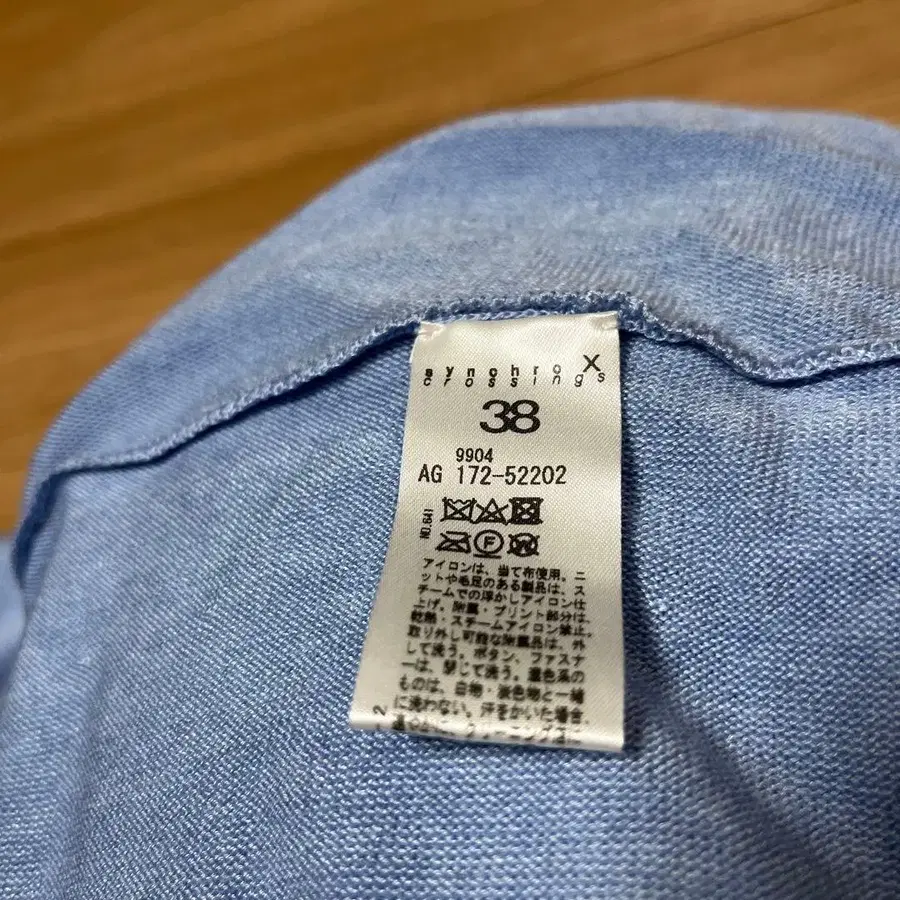 synchro X
crossings
38
9904
AG 172-52202
NO.641
F
W
アイロンは、当て布使用。ニ
ットや毛足のある製品は、ス
チームでの浮かしアイロン仕
上げ。附属・プリント部分は、
乾熱・スチームアイロン禁止。
取り外し可能な附属品は、外
して洗う。ボタン、ファスナ
ーは、閉じて洗う。濃色系の
ものは、白物・淡色物と一緒
に洗わない。汗をかいた場合、
2